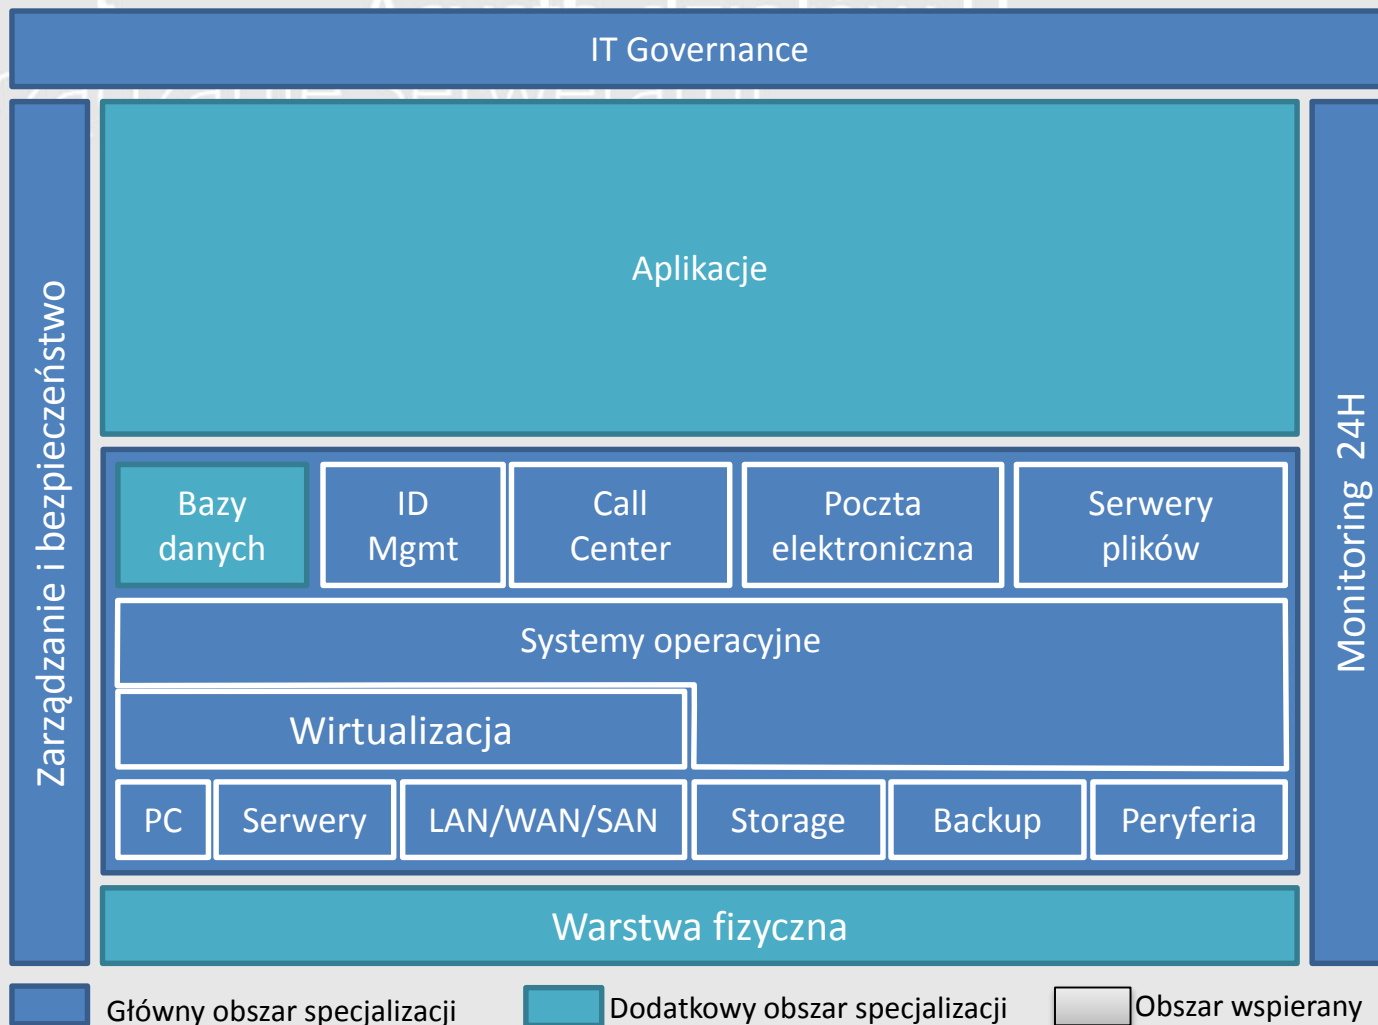 IT Governance
Zarządzanie i bezpieczeństwo
Aplikacje
Monitoring 24H
Bazy
danych
ID
Mgmt
Call
Center
Poczta
elektroniczna
Serwery
plików
Systemy operacyjne
Wirtualizacja
PC
Serwery
LAN/WAN/SAN
Storage
Backup
Peryferia
Warstwa fizyczna
Główny obszar specjalizacji
Dodatkowy obszar specjalizacji
Obszar wspierany